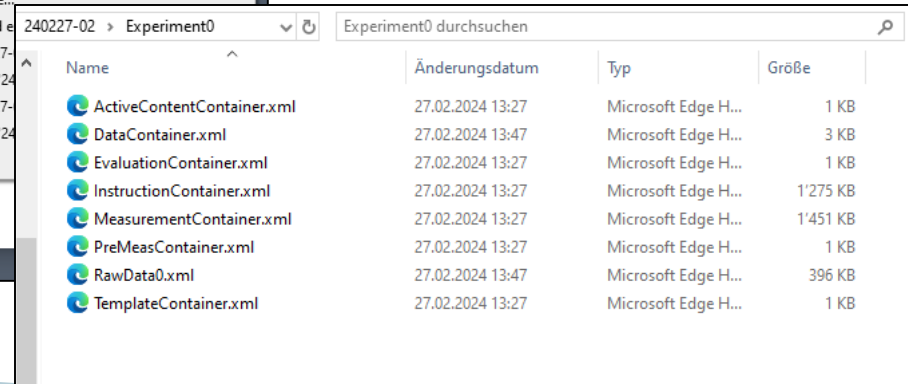 240227-02 > Experiment0
Experiment0 durchsuchen
Name Änderungsdatum Typ Größe
ActiveContentContainer.xml 27.02.2024 13:27 Microsoft Edge H... 1 KB
DataContainer.xml 27.02.2024 13:47 Microsoft Edge H... 3 KB
EvaluationContainer.xml 27.02.2024 13:27 Microsoft Edge H... 1 KB
InstructionContainer.xml 27.02.2024 13:27 Microsoft Edge H... 1'275 KB
MeasurementContainer.xml 27.02.2024 13:27 Microsoft Edge H... 1'451 KB
PreMeasContainer.xml 27.02.2024 13:27 Microsoft Edge H... 1 KB
RawData0.xml 27.02.2024 13:47 Microsoft Edge H... 396 KB
TemplateContainer.xml 27.02.2024 13:27 Microsoft Edge H... 1 KB